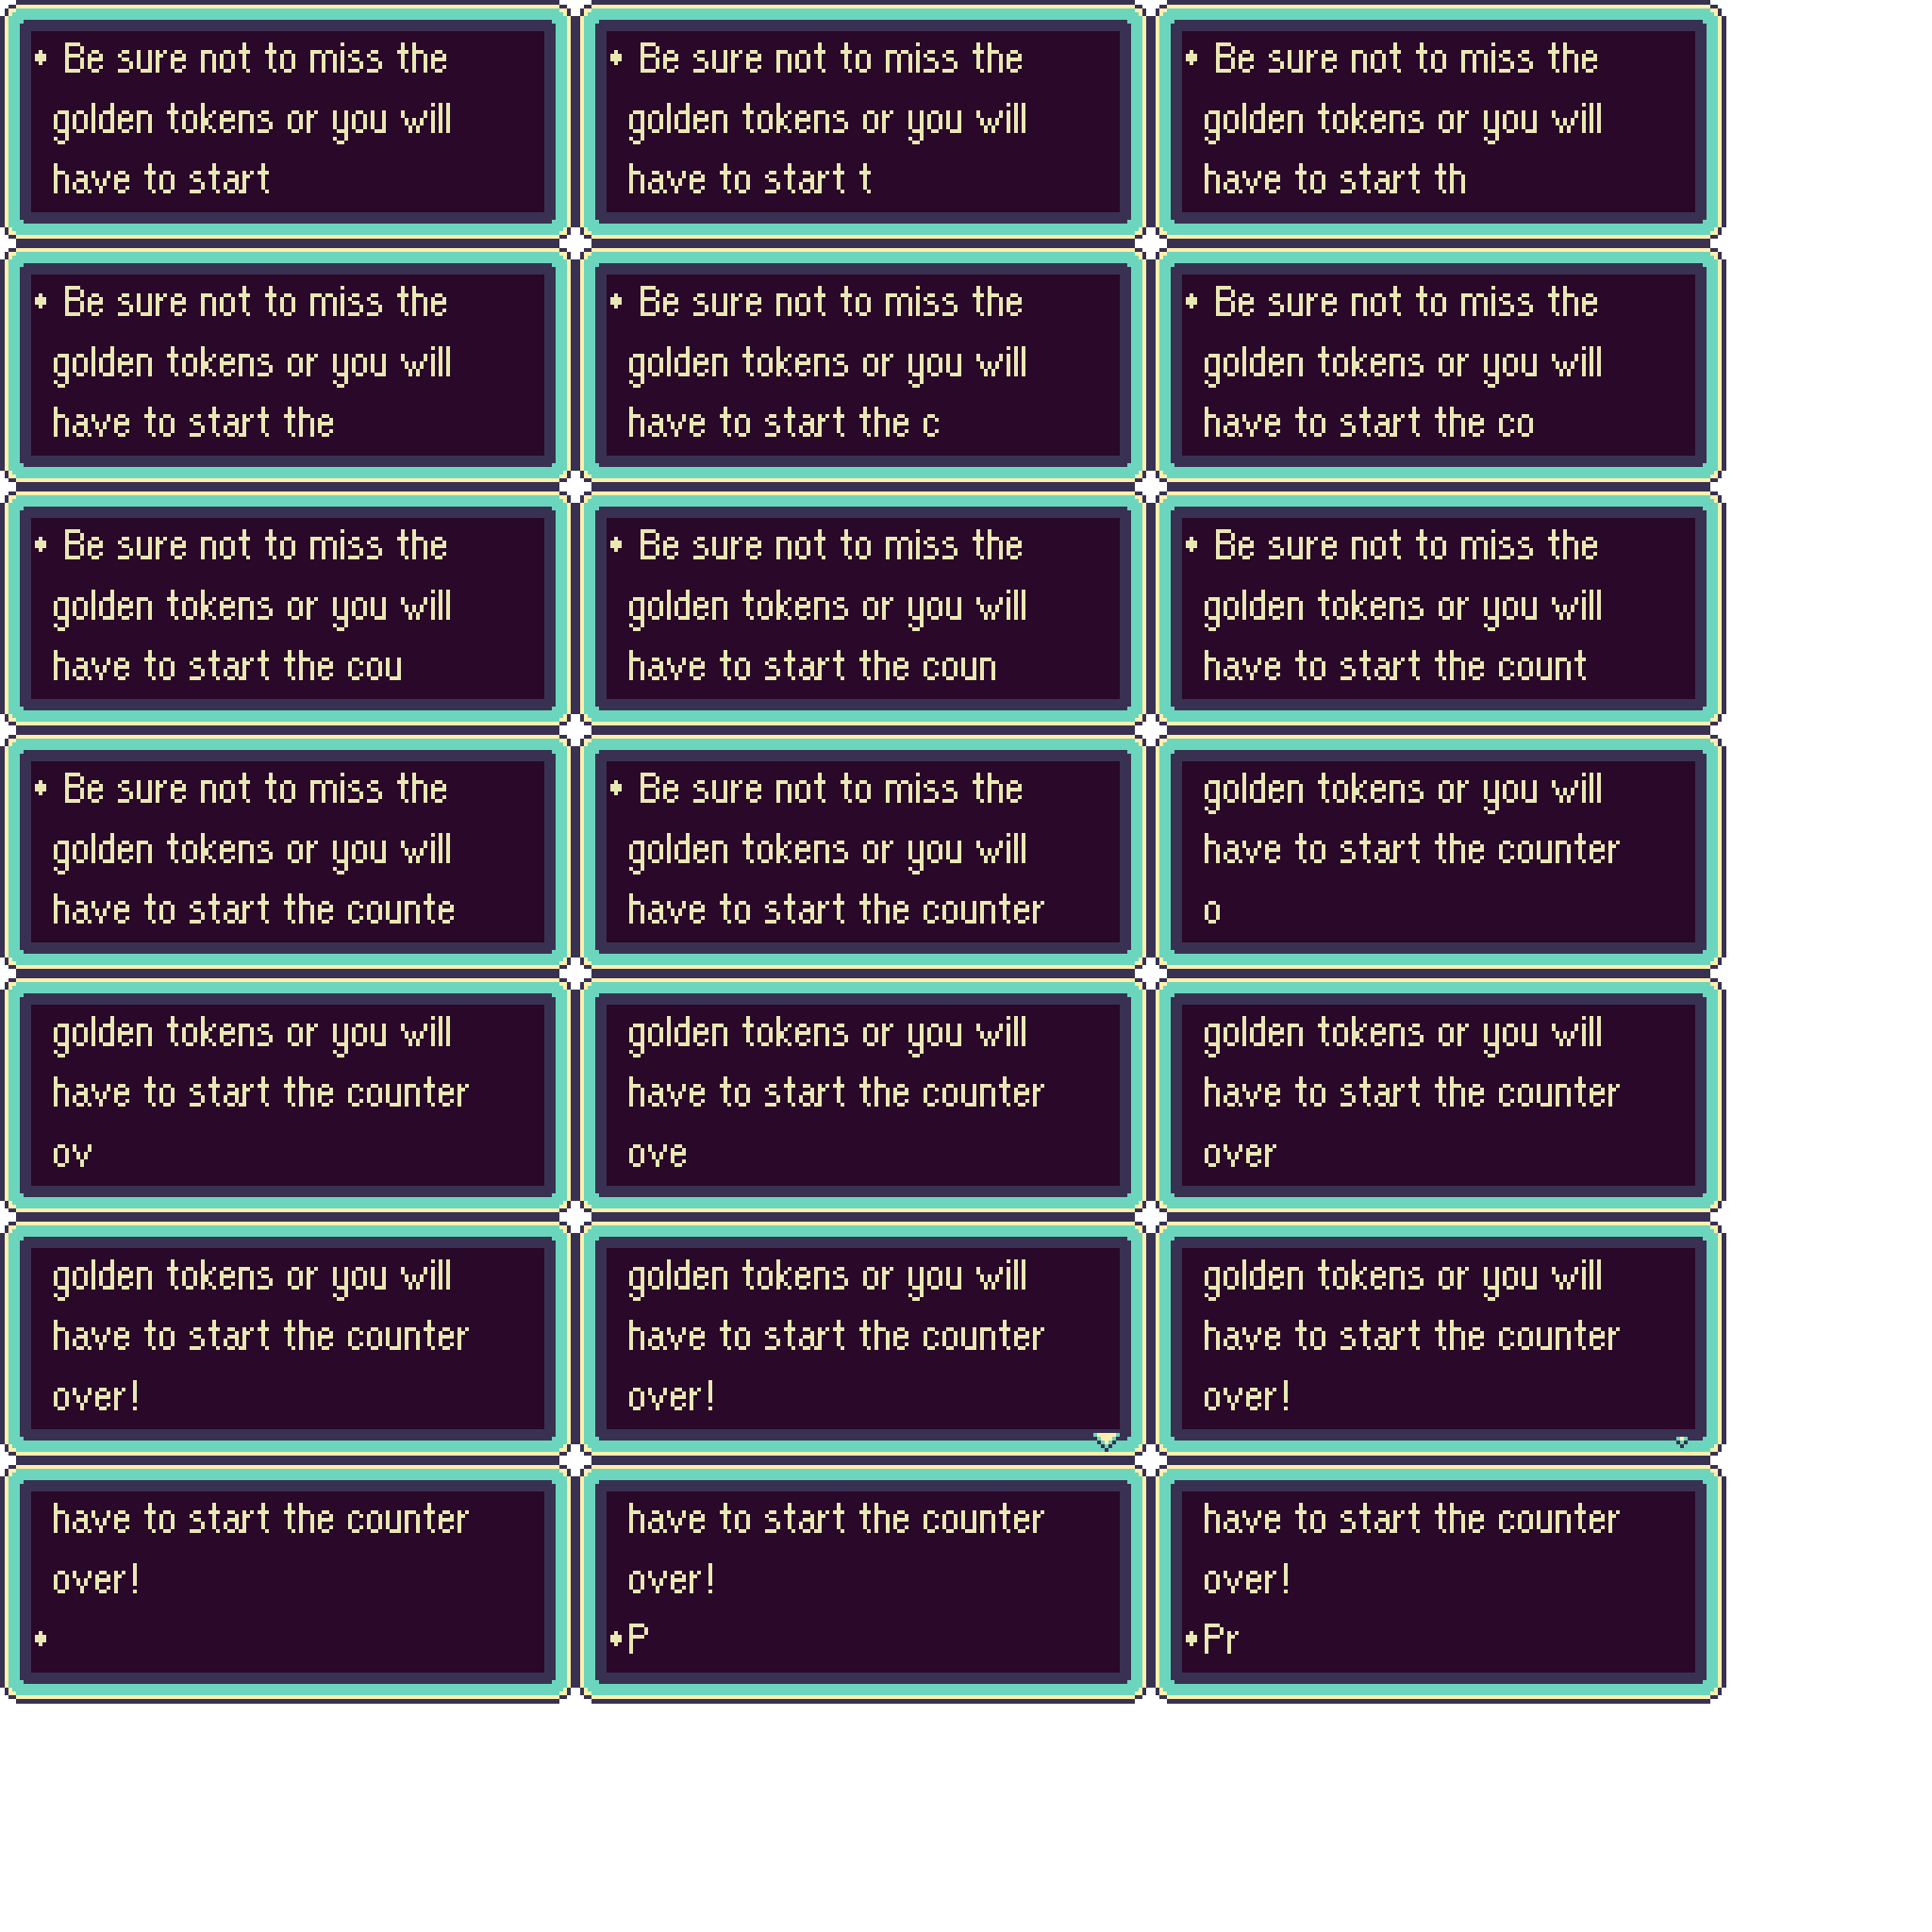 Be sure not to miss the
golden tokens or you will
have to start
Be sure not to miss the
golden tokens or you will
have to start t
Be sure not to miss the
golden tokens or you will
have to start th
Be sure not to miss the
golden tokens or you will
have to start the
Be sure not to miss the
golden tokens or you will
have to start the c
Be sure not to miss the
golden tokens or you will
have to start the co
Be sure not to miss the
golden tokens or you will
have to start the cou
Be sure not to miss the
golden tokens or you will
have to start the coun
Be sure not to miss the
golden tokens or you will
have to start the count
Be sure not to miss the
golden tokens or you will
have to start the counte
Be sure not to miss the
golden tokens or you will
have to start the counter
golden tokens or you will
have to start the counter
o
golden tokens or you will
have to start the counter
ov
golden tokens or you will
have to start the counter
ove
golden tokens or you will
have to start the counter
over
golden tokens or you will
have to start the counter
over!
golden tokens or you will
have to start the counter
over!
golden tokens or you will
have to start the counter
over!
have to start the counter
over!
have to start the counter
over!
P
have to start the counter
over!
Pr